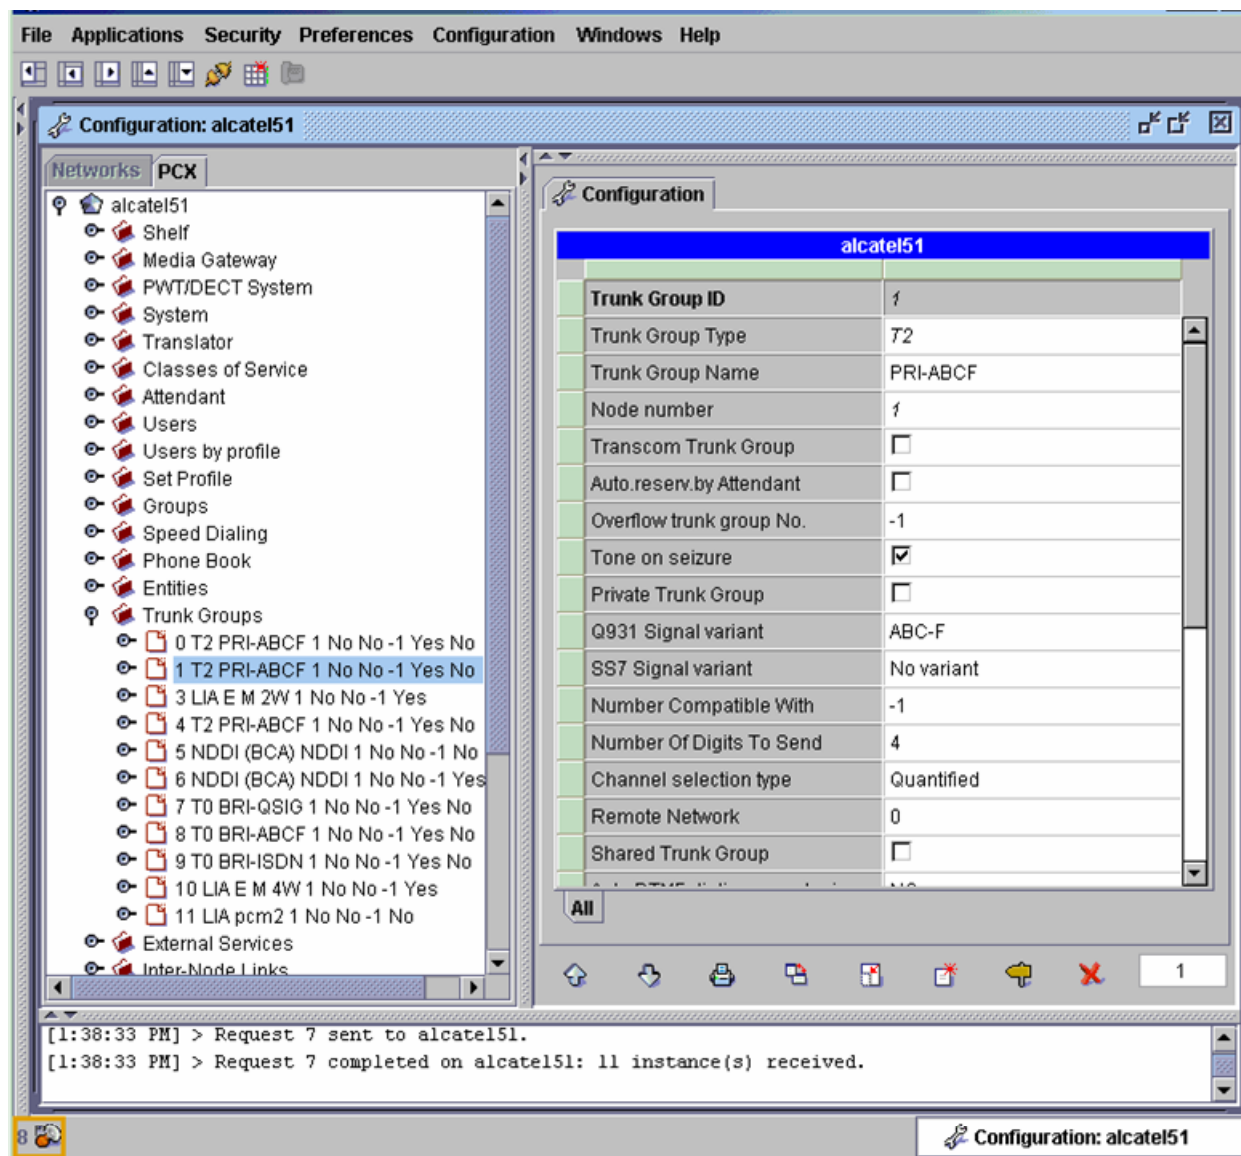 File Applications Security Preferences Configuration Windows Help
Configuration: alcatel51
Networks PCX
alcatel51
Shelf
Media Gateway
PWT/DECT System
System
Translator
Classes of Service
Attendant
Users
Users by profile
Set Profile
Groups
Speed Dialing
Phone Book
Entities
Trunk Groups
0 T2 PRI-ABCF 1 No No -1 Yes No
1 T2 PRI-ABCF 1 No No -1 Yes No
3 LIA E M 2W 1 No No -1 Yes
4 T2 PRI-ABCF 1 No No -1 Yes No
5 NDDI (BCA) NDDI 1 No No -1 No
6 NDDI (BCA) NDDI 1 No No -1 Yes
7 T0 BRI-QSIG 1 No No -1 Yes No
8 T0 BRI-ABCF 1 No No -1 Yes No
9 T0 BRI-ISDN 1 No No -1 Yes No
10 LIA E M 4W 1 No No -1 Yes
11 LIA pcm2 1 No No -1 No
External Services
Inter-Node Links
Configuration
alcatel51
Trunk Group ID 1
Trunk Group Type T2
Trunk Group Name PRI-ABCF
Node number 1
Transcom Trunk Group
Auto.reserv.by Attendant
Overflow trunk group No. -1
Tone on seizure
Private Trunk Group
Q931 Signal variant ABC-F
SS7 Signal variant No variant
Number Compatible With -1
Number Of Digits To Send 4
Channel selection type Quantified
Remote Network 0
Shared Trunk Group
All
1
[1:38:33 PM] > Request 7 sent to alcatel51.
[1:38:33 PM] > Request 7 completed on alcatel51: 11 instance(s) received.
8
Configuration: alcatel51